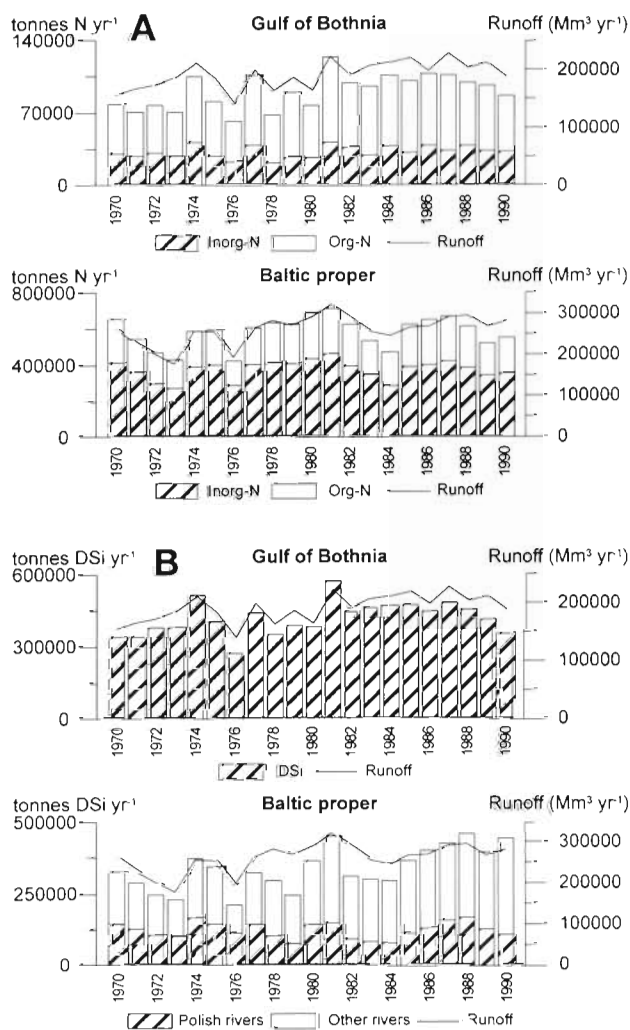 tonnes N yr⁻¹ A Gulf of Bothnia Runoff (Mm³ yr⁻¹)
140000
70000
0
200000
100000
0
1970 1972 1974 1976 1978 1980 1982 1984 1986 1988 1990
Inorg-N Org-N Runoff
tonnes N yr⁻¹ Baltic proper Runoff (Mm³ yr⁻¹)
800000
400000
0
300000
200000
100000
0
1970 1972 1974 1976 1978 1980 1982 1984 1986 1988 1990
Inorg-N Org-N Runoff
tonnes DSi yr⁻¹ B Gulf of Bothnia Runoff (Mm³ yr⁻¹)
600000
300000
0
200000
100000
0
1970 1972 1974 1976 1978 1980 1982 1984 1986 1988 1990
DSi Runoff
tonnes DSi yr⁻¹ Baltic proper Runoff (Mm³ yr⁻¹)
500000
250000
0
300000
200000
100000
0
1970 1972 1974 1976 1978 1980 1982 1984 1986 1988 1990
Polish rivers Other rivers Runoff